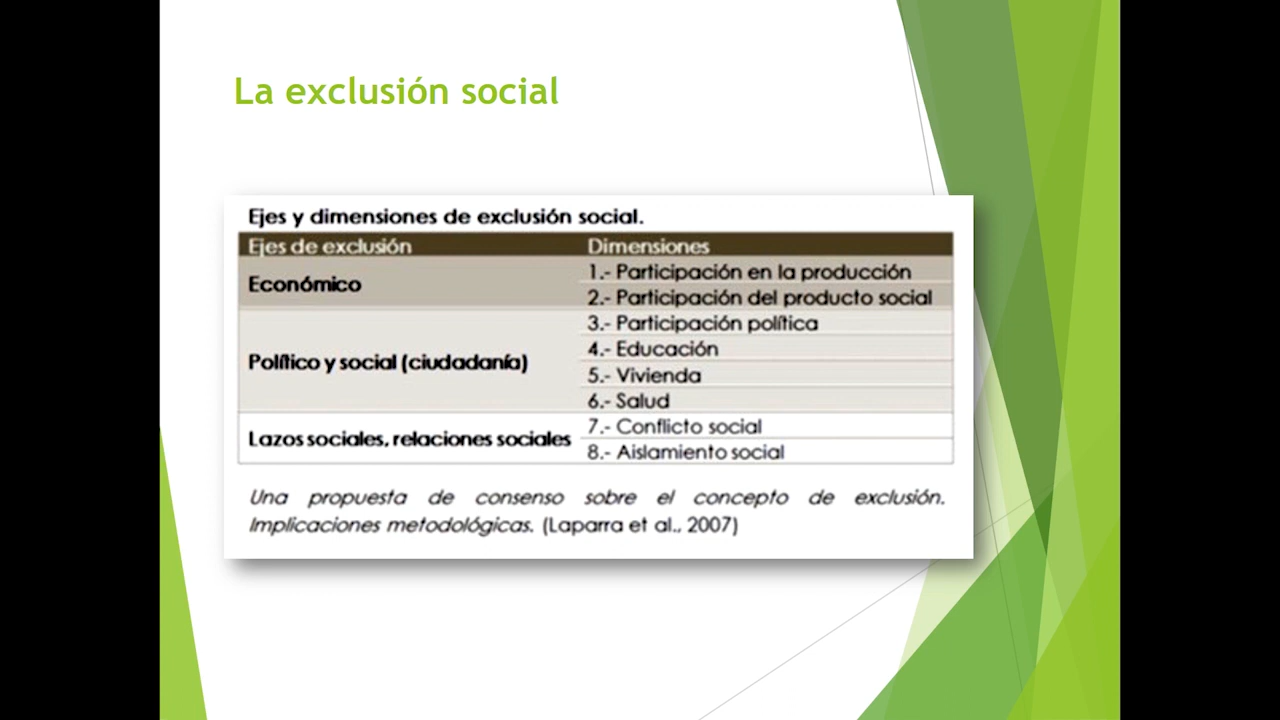 La exclusión social
Ejes y dimensiones de exclusión social.
Ejes de exclusión Dimensiones
Económico
1.- Participación en la producción
2.- Participación del producto social
Político y social (ciudadanía)
3.- Participación política
4.- Educación
5.- Vivienda
6.- Salud
Lazos sociales, relaciones sociales
7.- Conflicto social
8.- Aislamiento social
Una propuesta de consenso sobre el concepto de exclusión.
Implicaciones metodológicas. (Laparra et al., 2007)